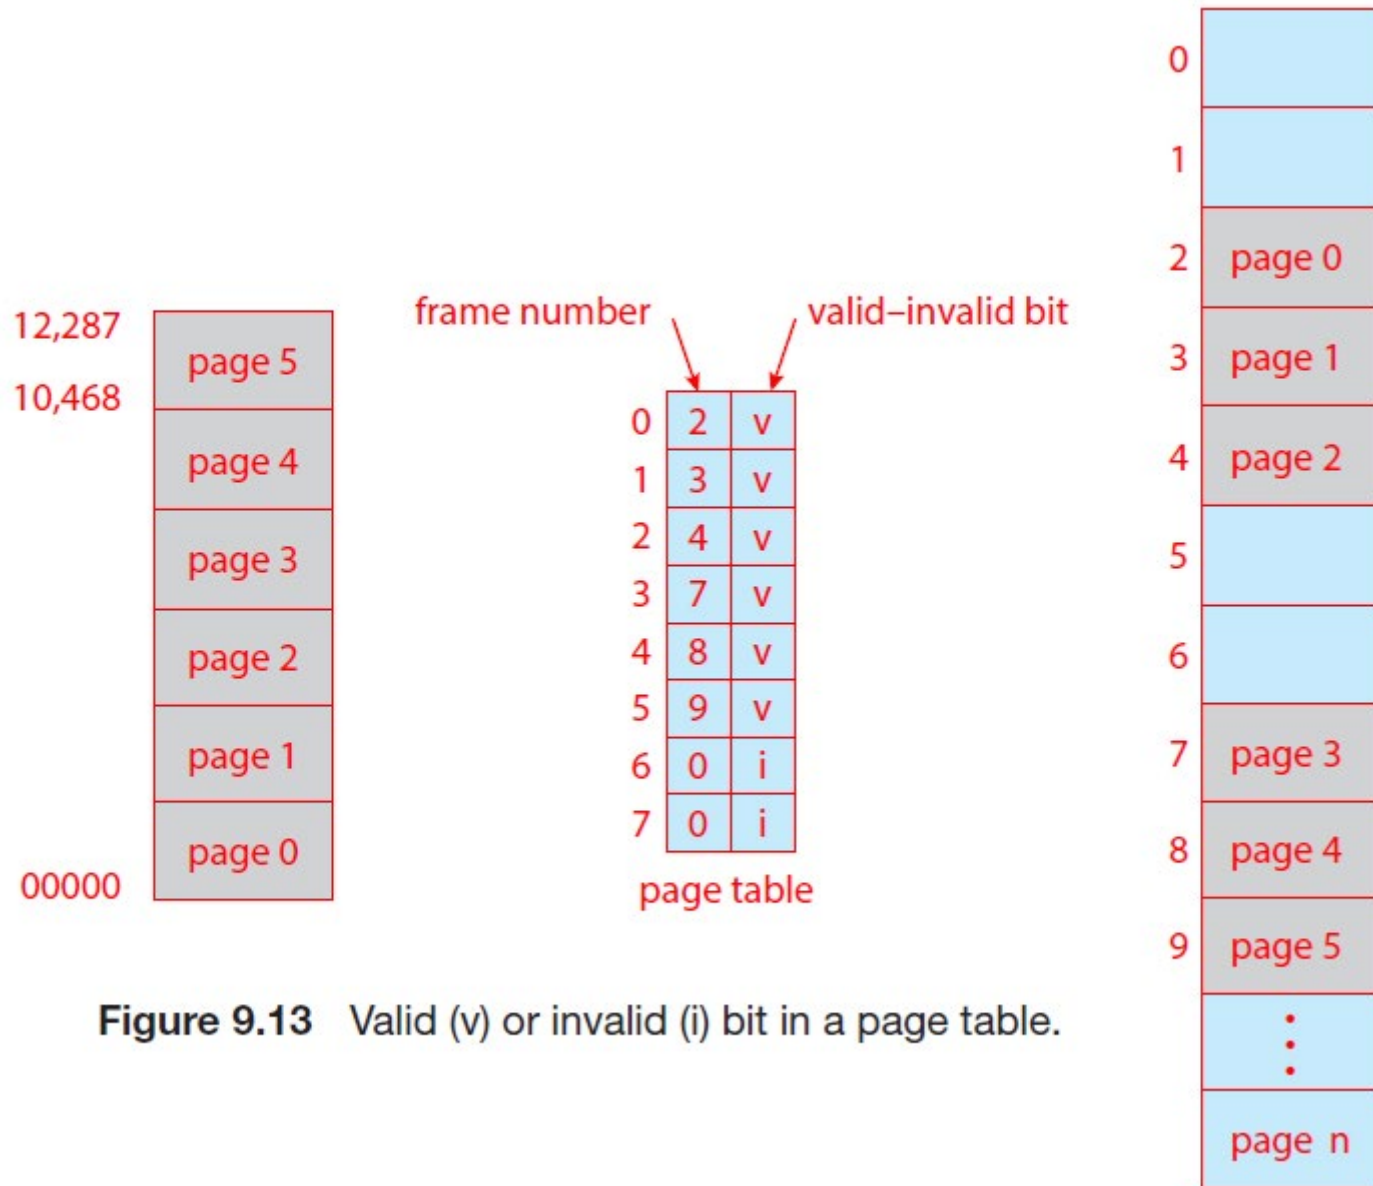 12,287
page 5
10,468
page 4
page 3
page 2
page 1
page 0
00000
frame number
valid–invalid bit
0 2 v
1 3 v
2 4 v
3 7 v
4 8 v
5 9 v
6 0 i
7 0 i
page table
0
1
2 page 0
3 page 1
4 page 2
5
6
7 page 3
8 page 4
9 page 5
page n
Figure 9.13 Valid (v) or invalid (i) bit in a page table.